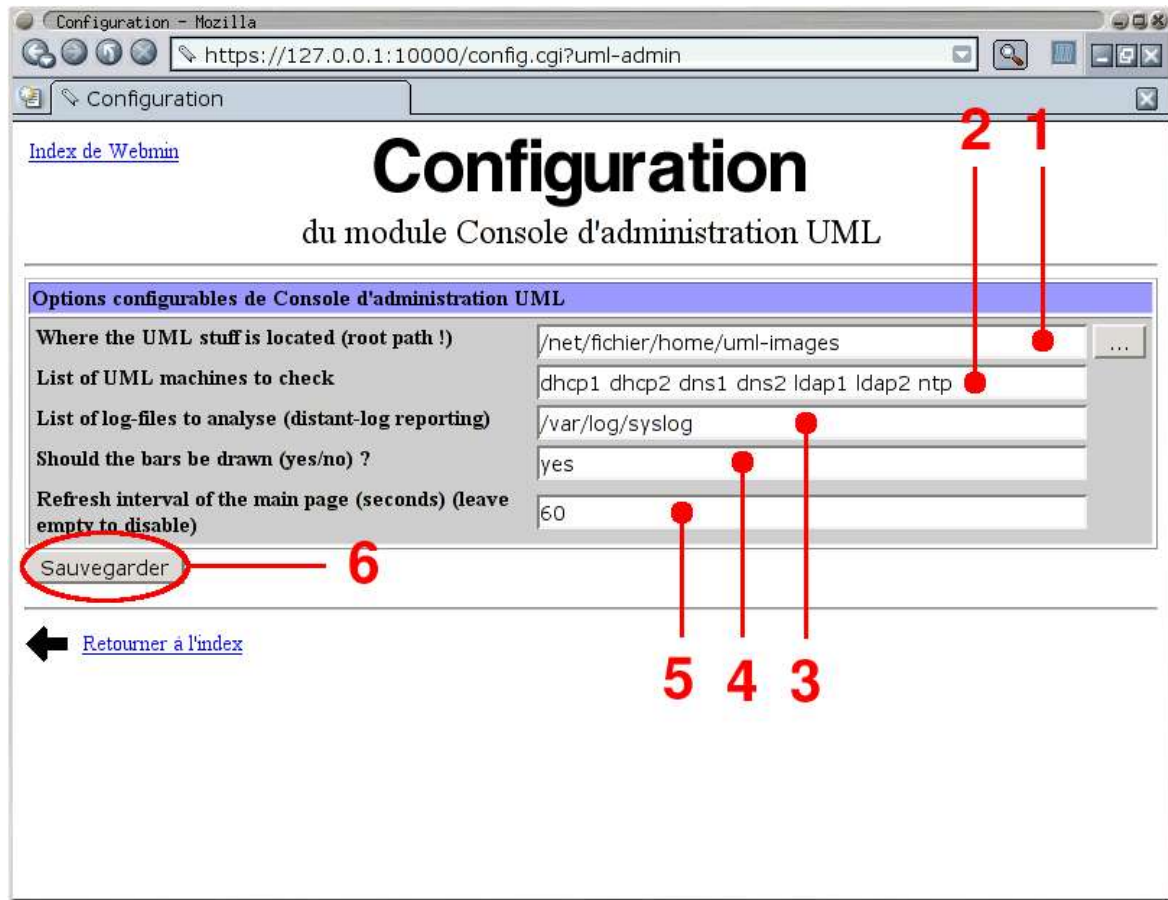 Configuration - Mozilla
https://127.0.0.1:10000/config.cgi?uml-admin
Configuration
2 1
Index de Webmin
Configuration
du module Console d'administration UML
Options configurables de Console d'administration UML
Where the UML stuff is located (root path !) /net/fichier/home/uml-images ...
List of UML machines to check dhcp1 dhcp2 dns1 dns2 ldap1 ldap2 ntp
List of log-files to analyse (distant-log reporting) /var/log/syslog
Should the bars be drawn (yes/no) ? yes
Refresh interval of the main page (seconds) (leave
empty to disable) 60
Sauvegarder 6
Retourner à l'index
5 4 3